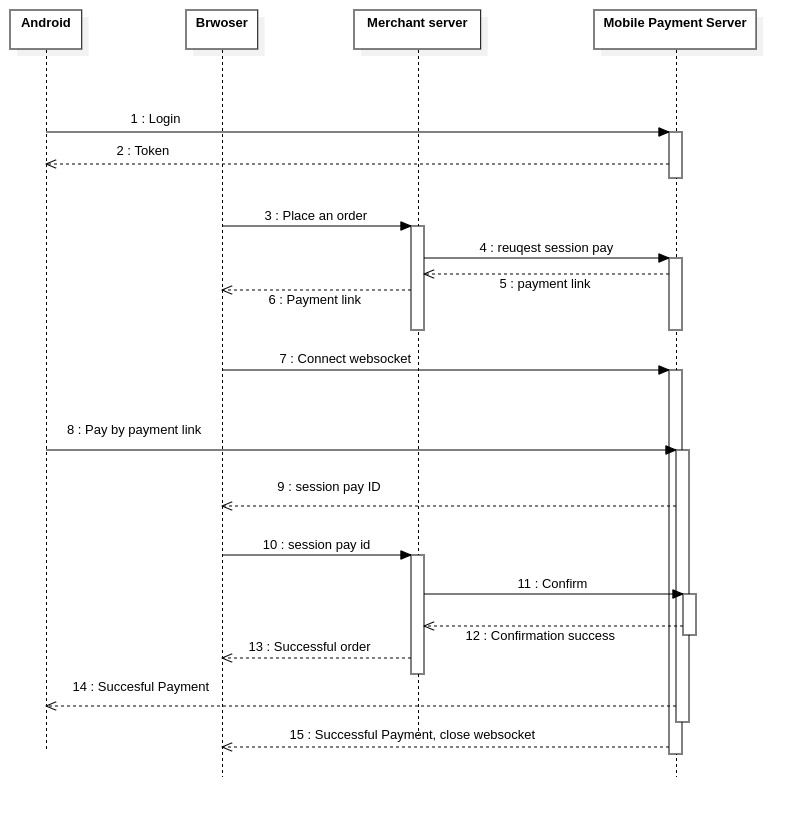 Android
Brwoser
Merchant server
Mobile Payment Server
1 : Login
2 : Token
3 : Place an order
4 : reuqest session pay
5 : payment link
6 : Payment link
7 : Connect websocket
8 : Pay by payment link
9 : session pay ID
10 : session pay id
11 : Confirm
12 : Confirmation success
13 : Successful order
14 : Succesful Payment
15 : Successful Payment, close websocket